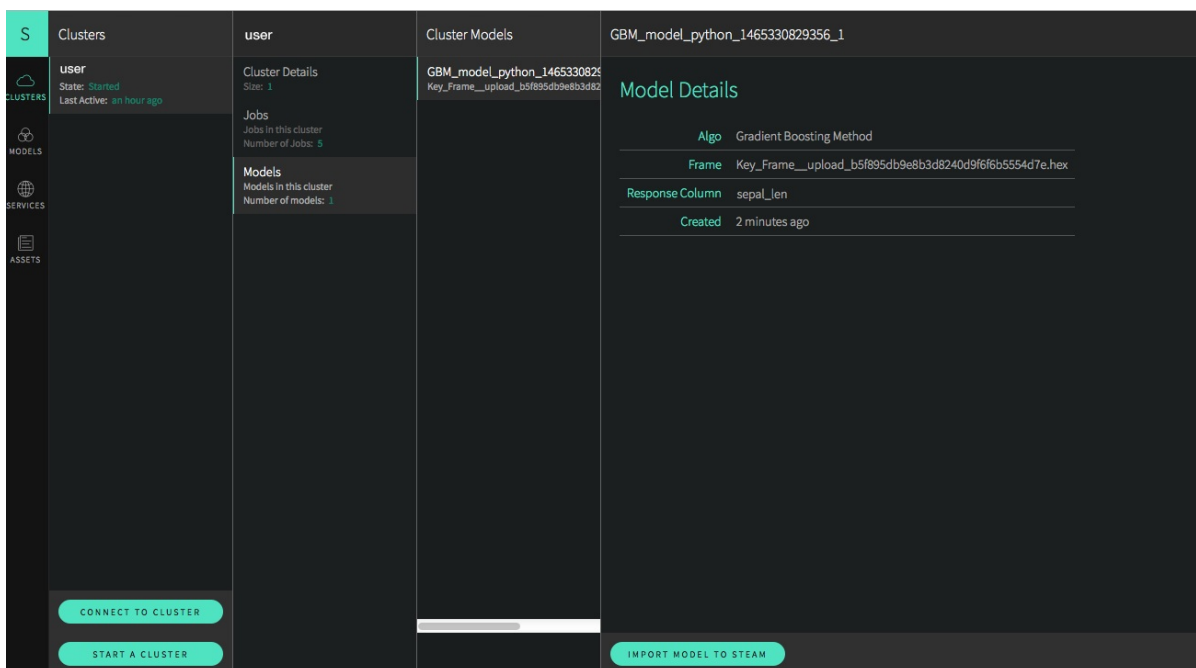 S
CLUSTERS
MODELS
SERVICES
ASSETS
Clusters
user
State: Started
Last Active: an hour ago
CONNECT TO CLUSTER
START A CLUSTER
user
Cluster Details
Size: 1
Jobs
Jobs in this cluster
Number of Jobs: 5
Models
Models in this cluster
Number of models: 1
Cluster Models
GBM_model_python_1465330829
Key_Frame__upload_b5f895db9e8b3d82
GBM_model_python_1465330829356_1
Model Details
Algo Gradient Boosting Method
Frame Key_Frame__upload_b5f895db9e8b3d8240d9f6f6b5554d7e.hex
Response Column sepal_len
Created 2 minutes ago
IMPORT MODEL TO STEAM